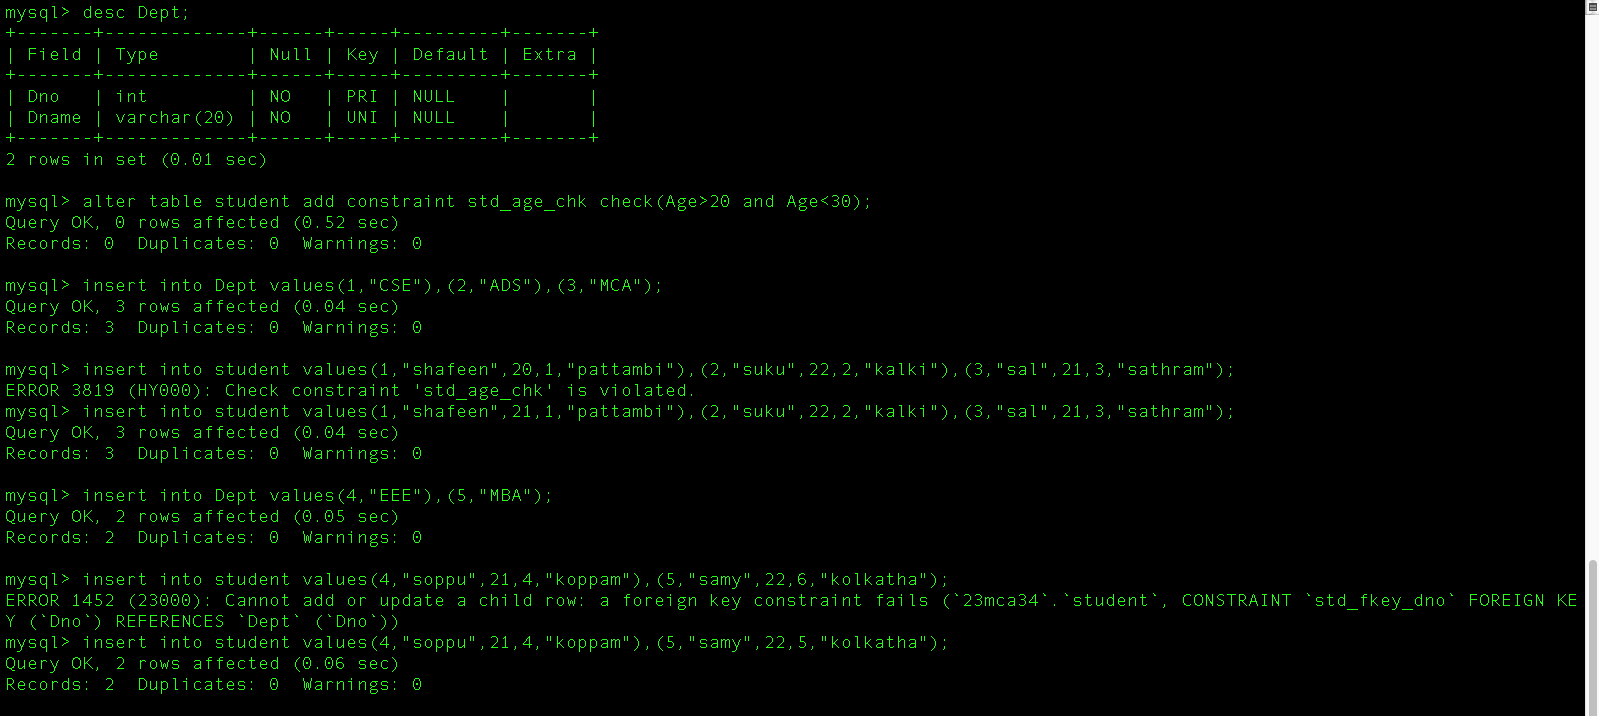 mysql> desc Dept;
+-------+-------------+------+-----+---------+-------+
| Field | Type        | Null | Key | Default | Extra |
+-------+-------------+------+-----+---------+-------+
| Dno   | int         | NO   | PRI | NULL    |       |
| Dname | varchar(20) | NO   | UNI | NULL    |       |
+-------+-------------+------+-----+---------+-------+
2 rows in set (0.01 sec)

mysql> alter table student add constraint std_age_chk check(Age>20 and Age<30);
Query OK, 0 rows affected (0.52 sec)
Records: 0  Duplicates: 0  Warnings: 0

mysql> insert into Dept values(1,"CSE"),(2,"ADS"),(3,"MCA");
Query OK, 3 rows affected (0.04 sec)
Records: 3  Duplicates: 0  Warnings: 0

mysql> insert into student values(1,"shafeen",20,1,"pattambi"),(2,"suku",22,2,"kalki"),(3,"sal",21,3,"sathram");
ERROR 3819 (HY000): Check constraint 'std_age_chk' is violated.
mysql> insert into student values(1,"shafeen",21,1,"pattambi"),(2,"suku",22,2,"kalki"),(3,"sal",21,3,"sathram");
Query OK, 3 rows affected (0.04 sec)
Records: 3  Duplicates: 0  Warnings: 0

mysql> insert into Dept values(4,"EEE"),(5,"MBA");
Query OK, 2 rows affected (0.05 sec)
Records: 2  Duplicates: 0  Warnings: 0

mysql> insert into student values(4,"soppu",21,4,"koppam"),(5,"samy",22,6,"kolkatha");
ERROR 1452 (23000): Cannot add or update a child row: a foreign key constraint fails (`23mca34`.`student`, CONSTRAINT `std_fkey_dno` FOREIGN KE
Y (`Dno`) REFERENCES `Dept` (`Dno`))
mysql> insert into student values(4,"soppu",21,4,"koppam"),(5,"samy",22,5,"kolkatha");
Query OK, 2 rows affected (0.06 sec)
Records: 2  Duplicates: 0  Warnings: 0